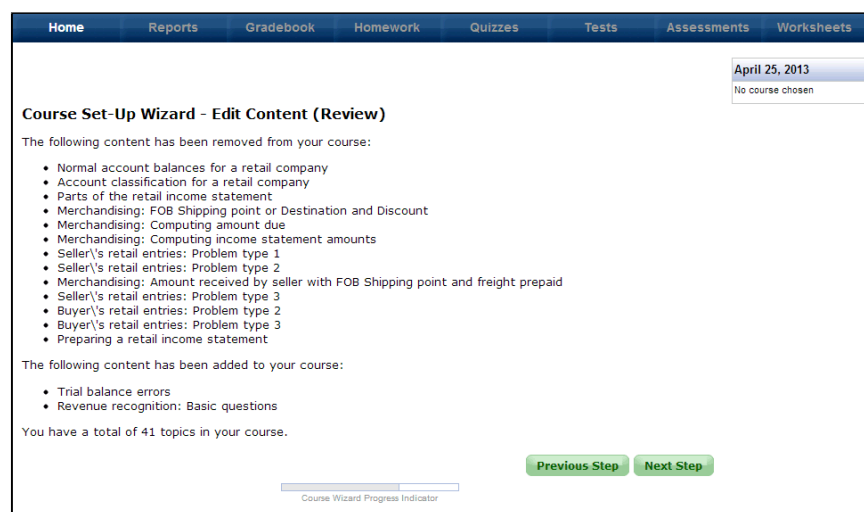 Home Reports Gradebook Homework Quizzes Tests Assessments Worksheets
April 25, 2013
No course chosen
Course Set-Up Wizard - Edit Content (Review)
The following content has been removed from your course:
• Normal account balances for a retail company
• Account classification for a retail company
• Parts of the retail income statement
• Merchandising: FOB Shipping point or Destination and Discount
• Merchandising: Computing amount due
• Merchandising: Computing income statement amounts
• Seller\'s retail entries: Problem type 1
• Seller\'s retail entries: Problem type 2
• Merchandising: Amount received by seller with FOB Shipping point and freight prepaid
• Seller\'s retail entries: Problem type 3
• Buyer\'s retail entries: Problem type 2
• Buyer\'s retail entries: Problem type 3
• Preparing a retail income statement
The following content has been added to your course:
• Trial balance errors
• Revenue recognition: Basic questions
You have a total of 41 topics in your course.
Previous Step Next Step
Course Wizard Progress Indicator